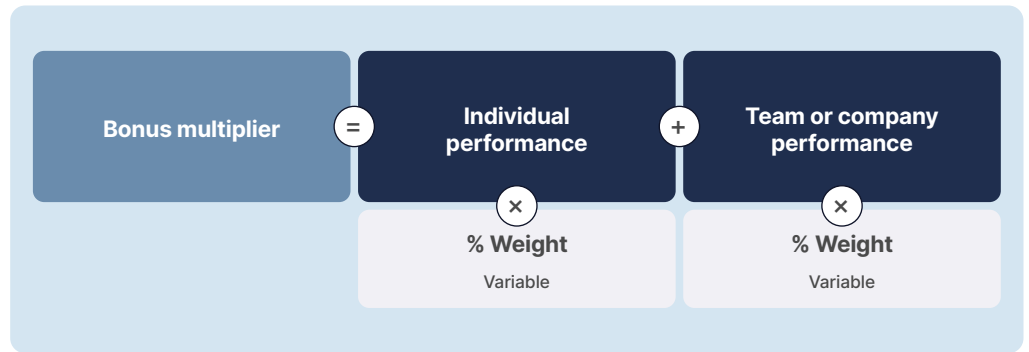 Bonus multiplier
=
Individual
performance
+
Team or company
performance
×
% Weight
Variable
×
% Weight
Variable